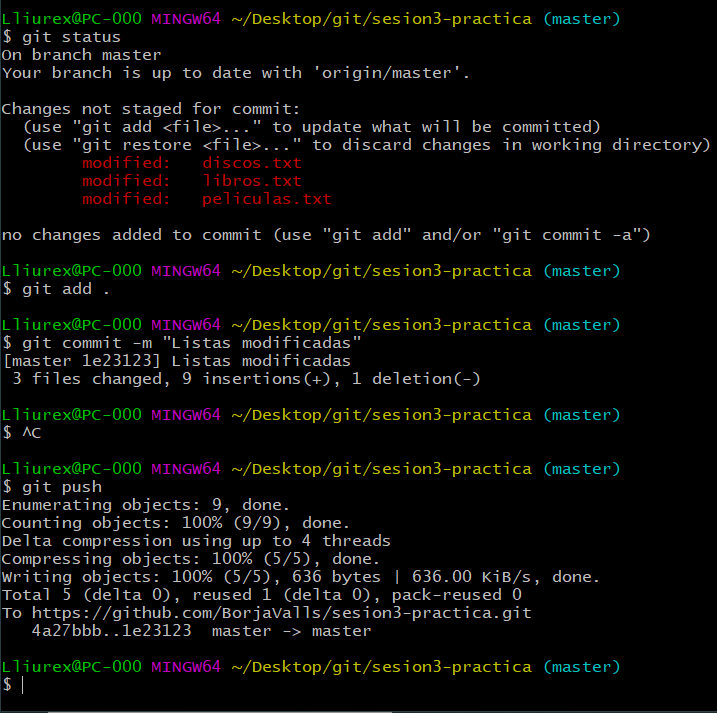 Lliurex@PC-000 MINGW64 ~/Desktop/git/sesion3-practica (master)
$ git status
On branch master
Your branch is up to date with 'origin/master'.
Changes not staged for commit:
  (use "git add <file>..." to update what will be committed)
  (use "git restore <file>..." to discard changes in working directory)
        modified:   discos.txt
        modified:   libros.txt
        modified:   peliculas.txt
no changes added to commit (use "git add" and/or "git commit -a")
Lliurex@PC-000 MINGW64 ~/Desktop/git/sesion3-practica (master)
$ git add .
Lliurex@PC-000 MINGW64 ~/Desktop/git/sesion3-practica (master)
$ git commit -m "Listas modificadas"
[master 1e23123] Listas modificadas
 3 files changed, 9 insertions(+), 1 deletion(-)
Lliurex@PC-000 MINGW64 ~/Desktop/git/sesion3-practica (master)
$ ^C
Lliurex@PC-000 MINGW64 ~/Desktop/git/sesion3-practica (master)
$ git push
Enumerating objects: 9, done.
Counting objects: 100% (9/9), done.
Delta compression using up to 4 threads
Compressing objects: 100% (5/5), done.
Writing objects: 100% (5/5), 636 bytes | 636.00 KiB/s, done.
Total 5 (delta 0), reused 1 (delta 0), pack-reused 0
To https://github.com/BorjaValls/sesion3-practica.git
   4a27bbb..1e23123  master -> master
Lliurex@PC-000 MINGW64 ~/Desktop/git/sesion3-practica (master)
$